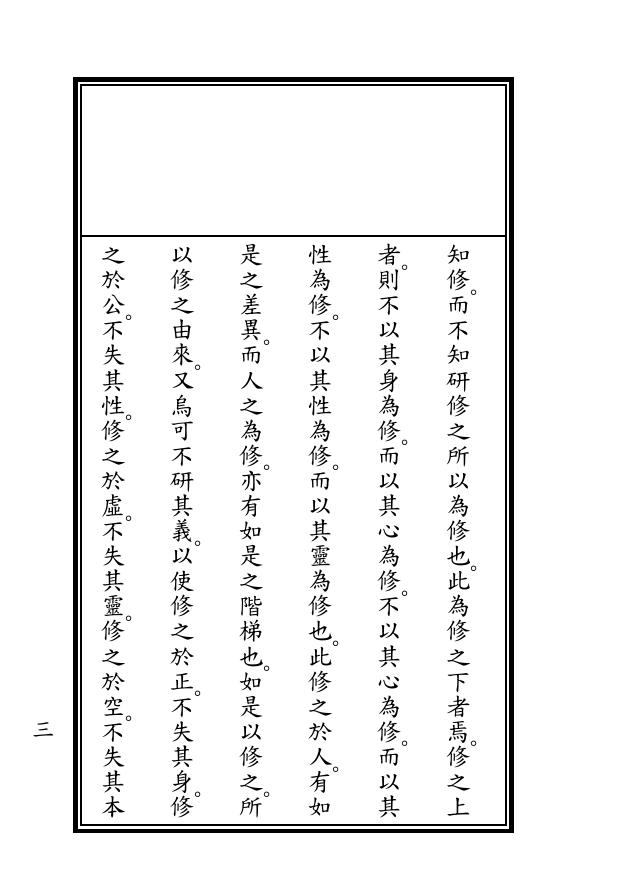 知修。而不知研修之所以為修也。此為修之下者焉。修之上
者。則不以其身為修。而以其心為修。不以其心為修。而以其
性為修。不以其性為修。而以其靈為修也。此修之於人。有如
是之差異。而人之為修。亦有如是之階梯也。如是以修之。所
以修之由來。又烏可不研其義。以使修之於正。不失其身。修
之於公。不失其性。修之於虛。不失其靈。修之於空。不失其本
三